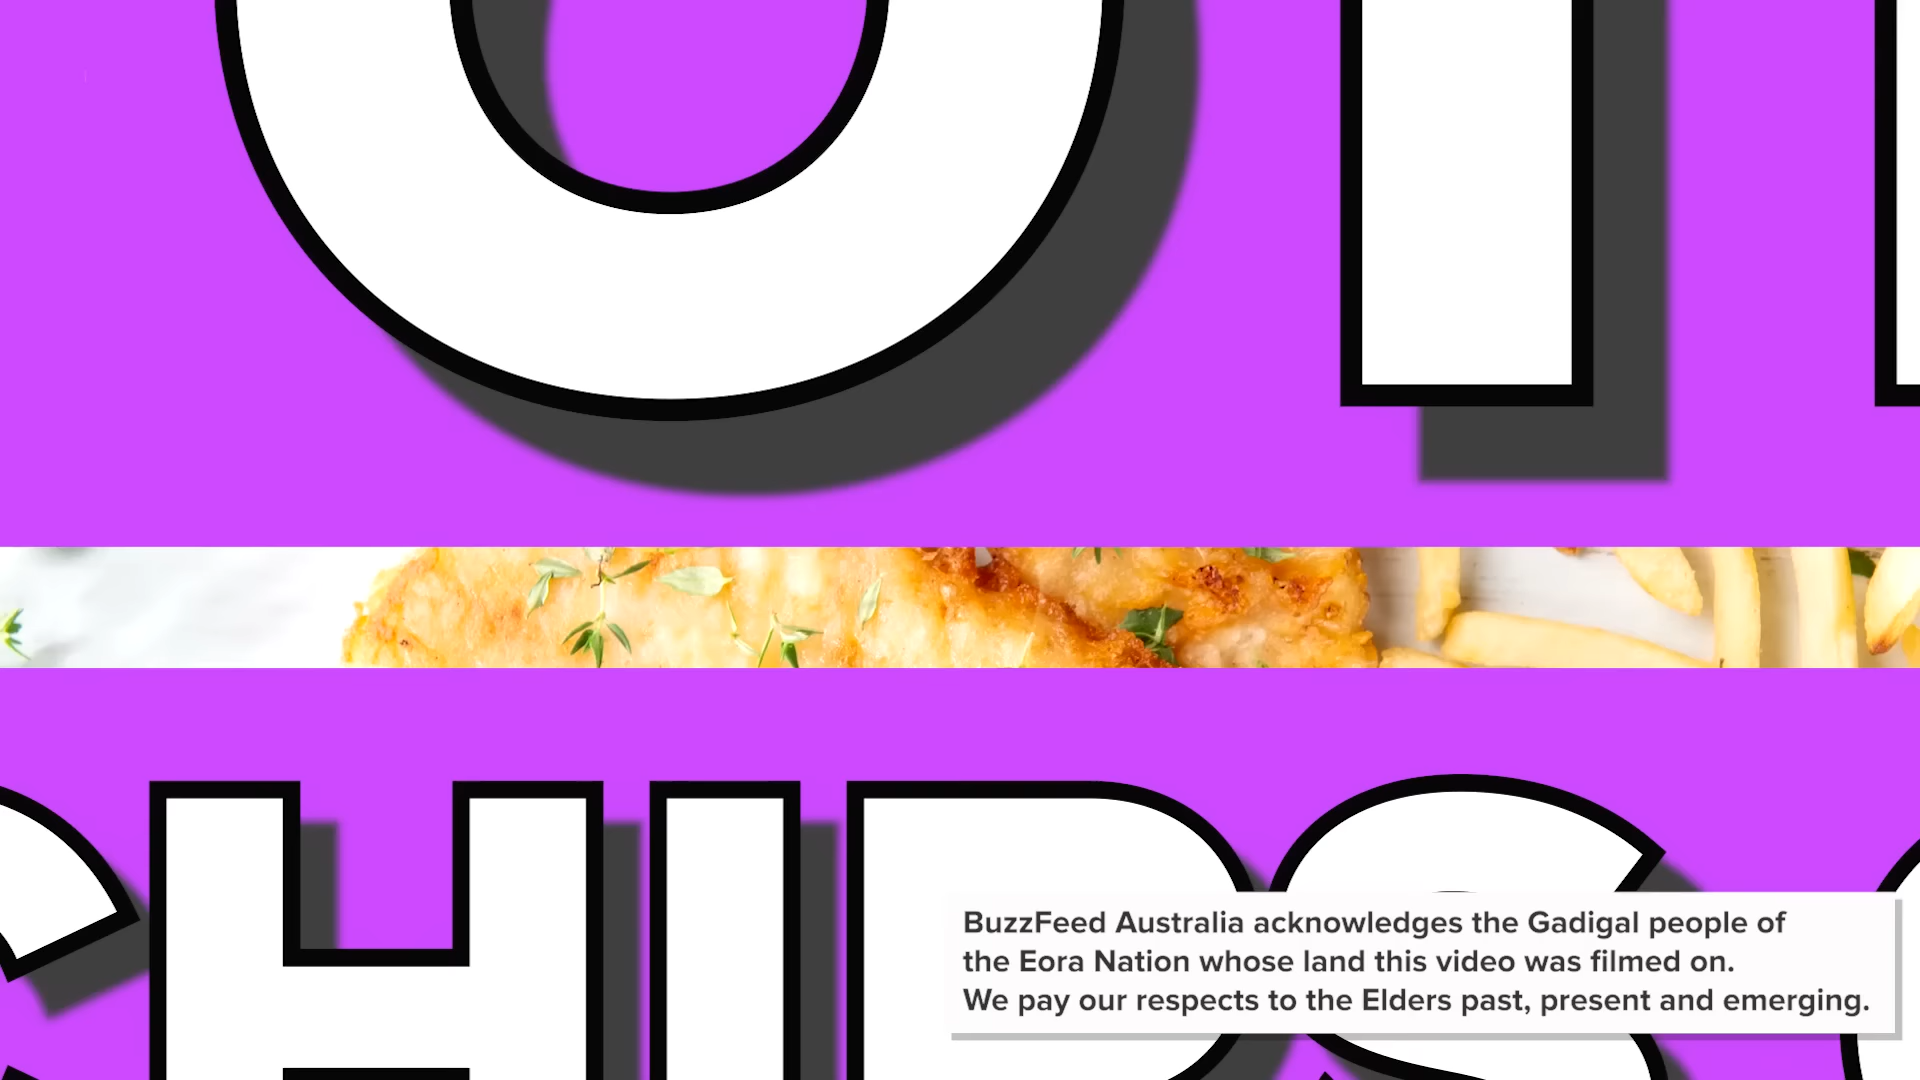 CHIPS
BuzzFeed Australia acknowledges the Gadigal people of
the Eora Nation whose land this video was filmed on.
We pay our respects to the Elders past, present and emerging.